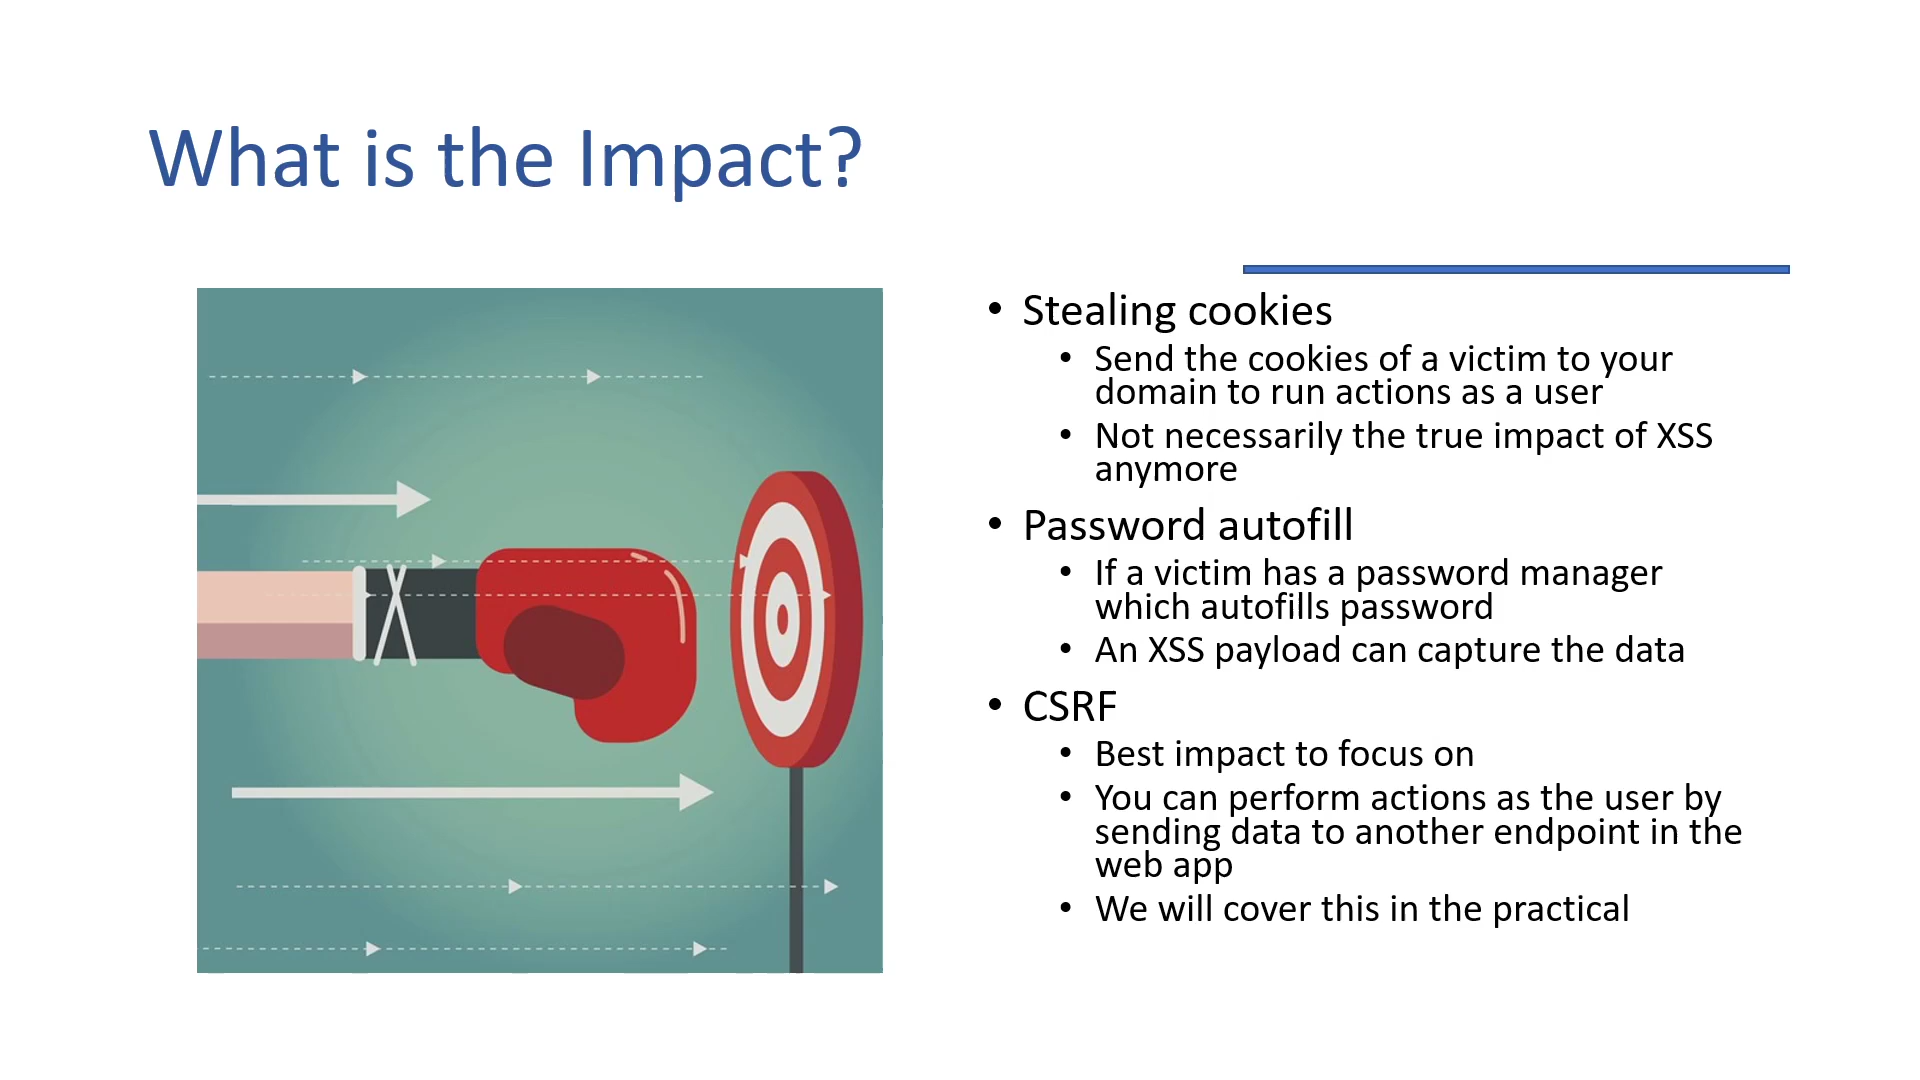 What is the Impact?
• Stealing cookies
• Send the cookies of a victim to your
domain to run actions as a user
• Not necessarily the true impact of XSS
anymore
• Password autofill
• If a victim has a password manager
which autofills password
• An XSS payload can capture the data
• CSRF
• Best impact to focus on
• You can perform actions as the user by
sending data to another endpoint in the
web app
• We will cover this in the practical